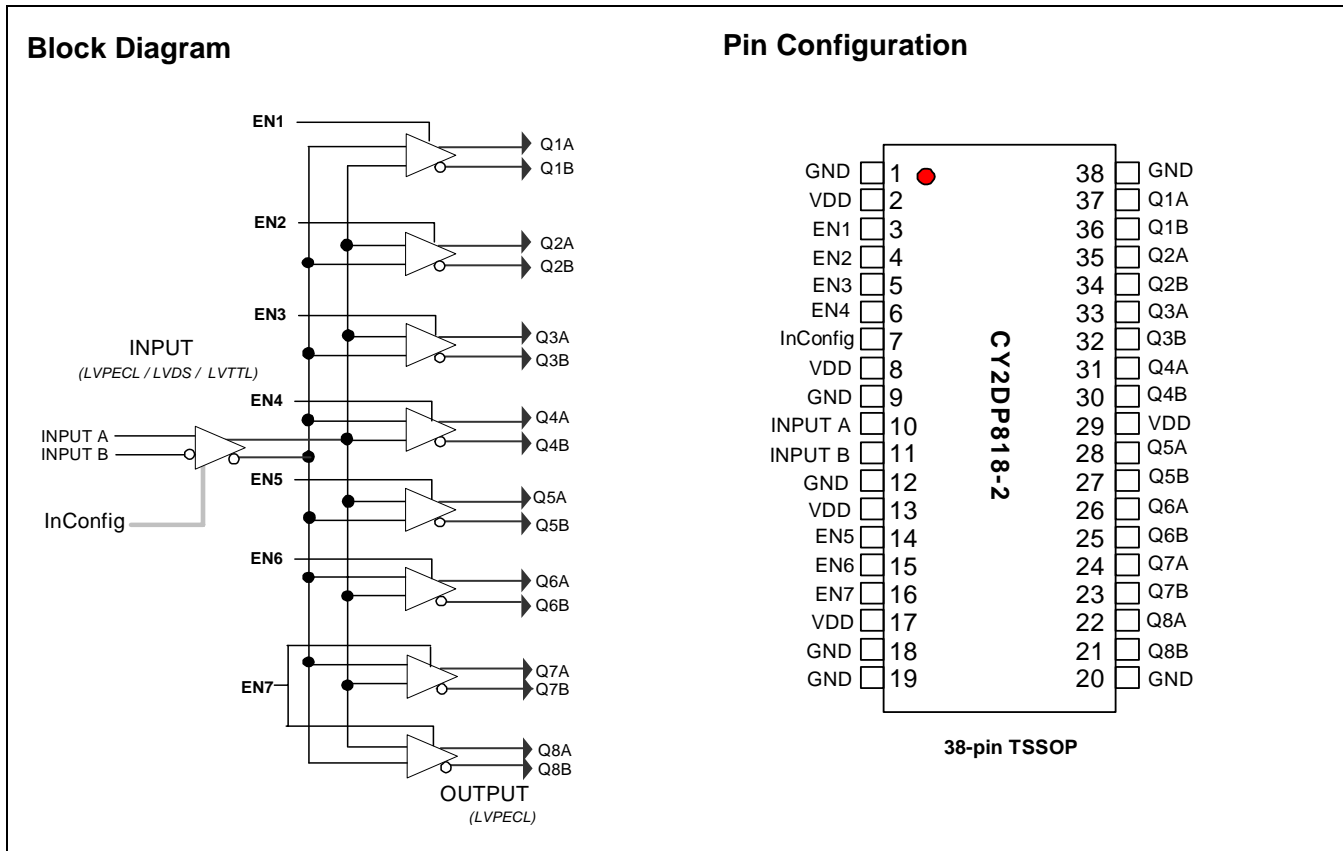 Block Diagram
EN1
Q1A
Q1B
EN2
Q2A
Q2B
EN3
Q3A
Q3B
INPUT
(LVPECL / LVDS / LVTTL)
EN4
Q4A
Q4B
INPUT A
INPUT B
EN5
Q5A
Q5B
InConfig
EN6
Q6A
Q6B
EN7
Q7A
Q7B
Q8A
Q8B
OUTPUT
(LVPECL)
Pin Configuration
GND 1 38 GND
VDD 2 37 Q1A
EN1 3 36 Q1B
EN2 4 35 Q2A
EN3 5 34 Q2B
EN4 6 33 Q3A
InConfig 7 32 Q3B
VDD 8 31 Q4A
GND 9 30 Q4B
INPUT A 10 29 VDD
INPUT B 11 28 Q5A
GND 12 27 Q5B
VDD 13 26 Q6A
EN5 14 25 Q6B
EN6 15 24 Q7A
EN7 16 23 Q7B
VDD 17 22 Q8A
GND 18 21 Q8B
GND 19 20 GND
CY2DP818-2
38-pin TSSOP